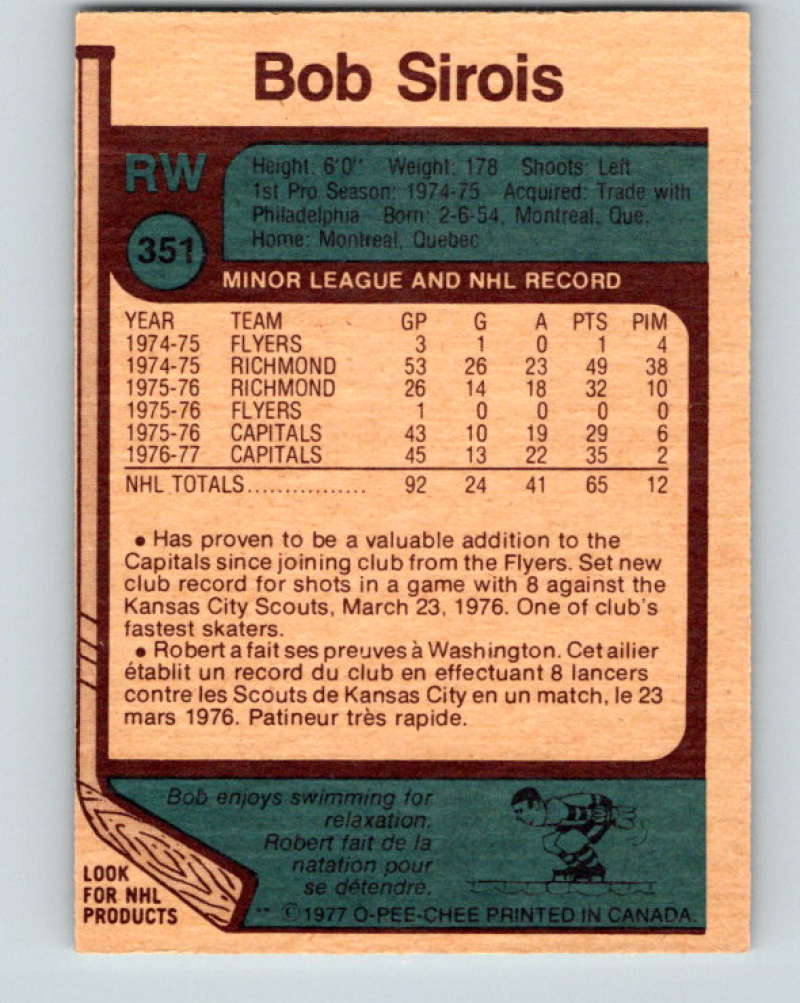 Bob Sirois
RW
Height: 6'0" Weight: 178 Shoots: Left
1st Pro Season: 1974-75 Acquired: Trade with
Philadelphia Born: 2-6-54, Montreal, Que.
Home: Montreal, Quebec
351
MINOR LEAGUE AND NHL RECORD
YEAR TEAM GP G A PTS PIM
1974-75 FLYERS 3 1 0 1 4
1974-75 RICHMOND 53 26 23 49 38
1975-76 RICHMOND 26 14 18 32 10
1975-76 FLYERS 1 0 0 0 0
1975-76 CAPITALS 43 10 19 29 6
1976-77 CAPITALS 45 13 22 35 2
NHL TOTALS................ 92 24 41 65 12
• Has proven to be a valuable addition to the
Capitals since joining club from the Flyers. Set new
club record for shots in a game with 8 against the
Kansas City Scouts, March 23, 1976. One of club's
fastest skaters.
• Robert a fait ses preuves à Washington. Cet ailier
établit un record du club en effectuant 8 lancers
contre les Scouts de Kansas City en un match, le 23
mars 1976. Patineur très rapide.
Bob enjoys swimming for
relaxation.
Robert fait de la
natation pour
se détendre.
LOOK
FOR NHL
PRODUCTS
** ©1977 O-PEE-CHEE PRINTED IN CANADA.